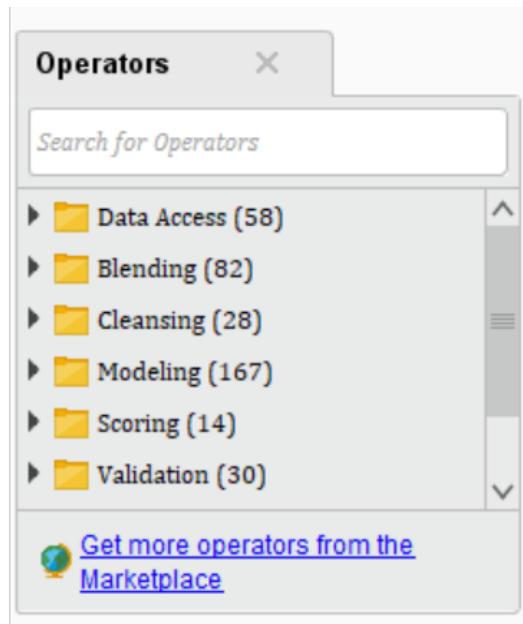 Operators
Search for Operators
Data Access (58)
Blending (82)
Cleansing (28)
Modeling (167)
Scoring (14)
Validation (30)
Get more operators from the
Marketplace